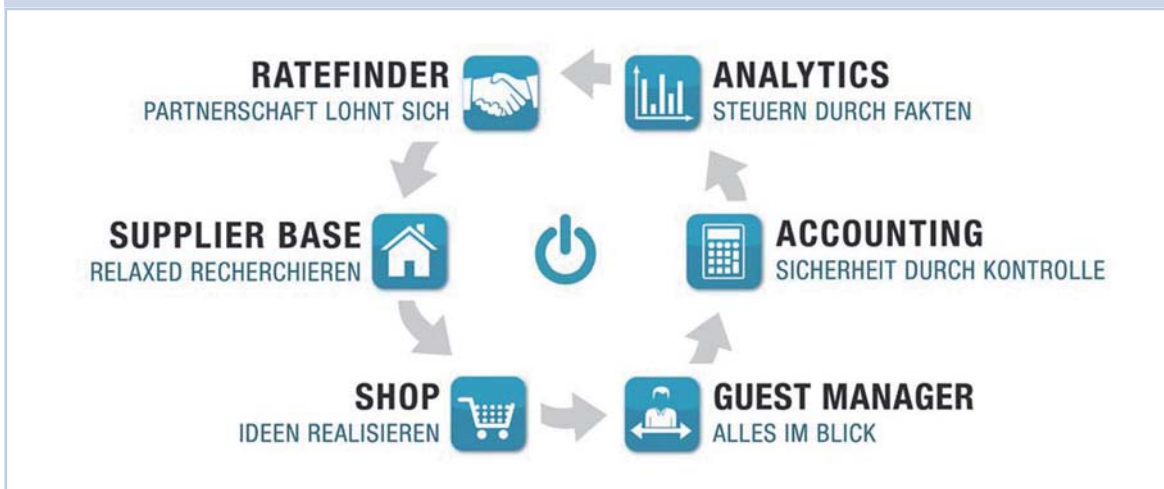 RATEFINDER
PARTNERSCHAFT LOHNT SICH
ANALYTICS
STEUERN DURCH FAKTEN
SUPPLIER BASE
RELAXED RECHERCHIEREN
ACCOUNTING
SICHERHEIT DURCH KONTROLLE
SHOP
IDEEN REALISIEREN
GUEST MANAGER
ALLES IM BLICK